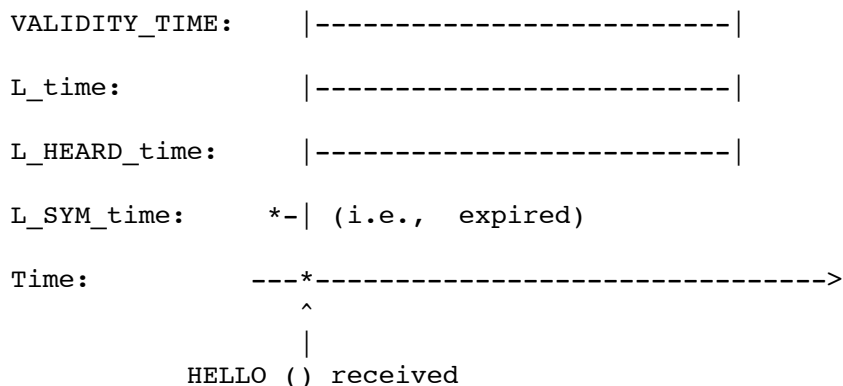 VALIDITY_TIME:    |--------------------------|
L_time:           |--------------------------|
L_HEARD_time:     |--------------------------|
L_SYM_time:     *-| (i.e.,  expired)
Time:          ---*-------------------------------->
^
|
HELLO () received